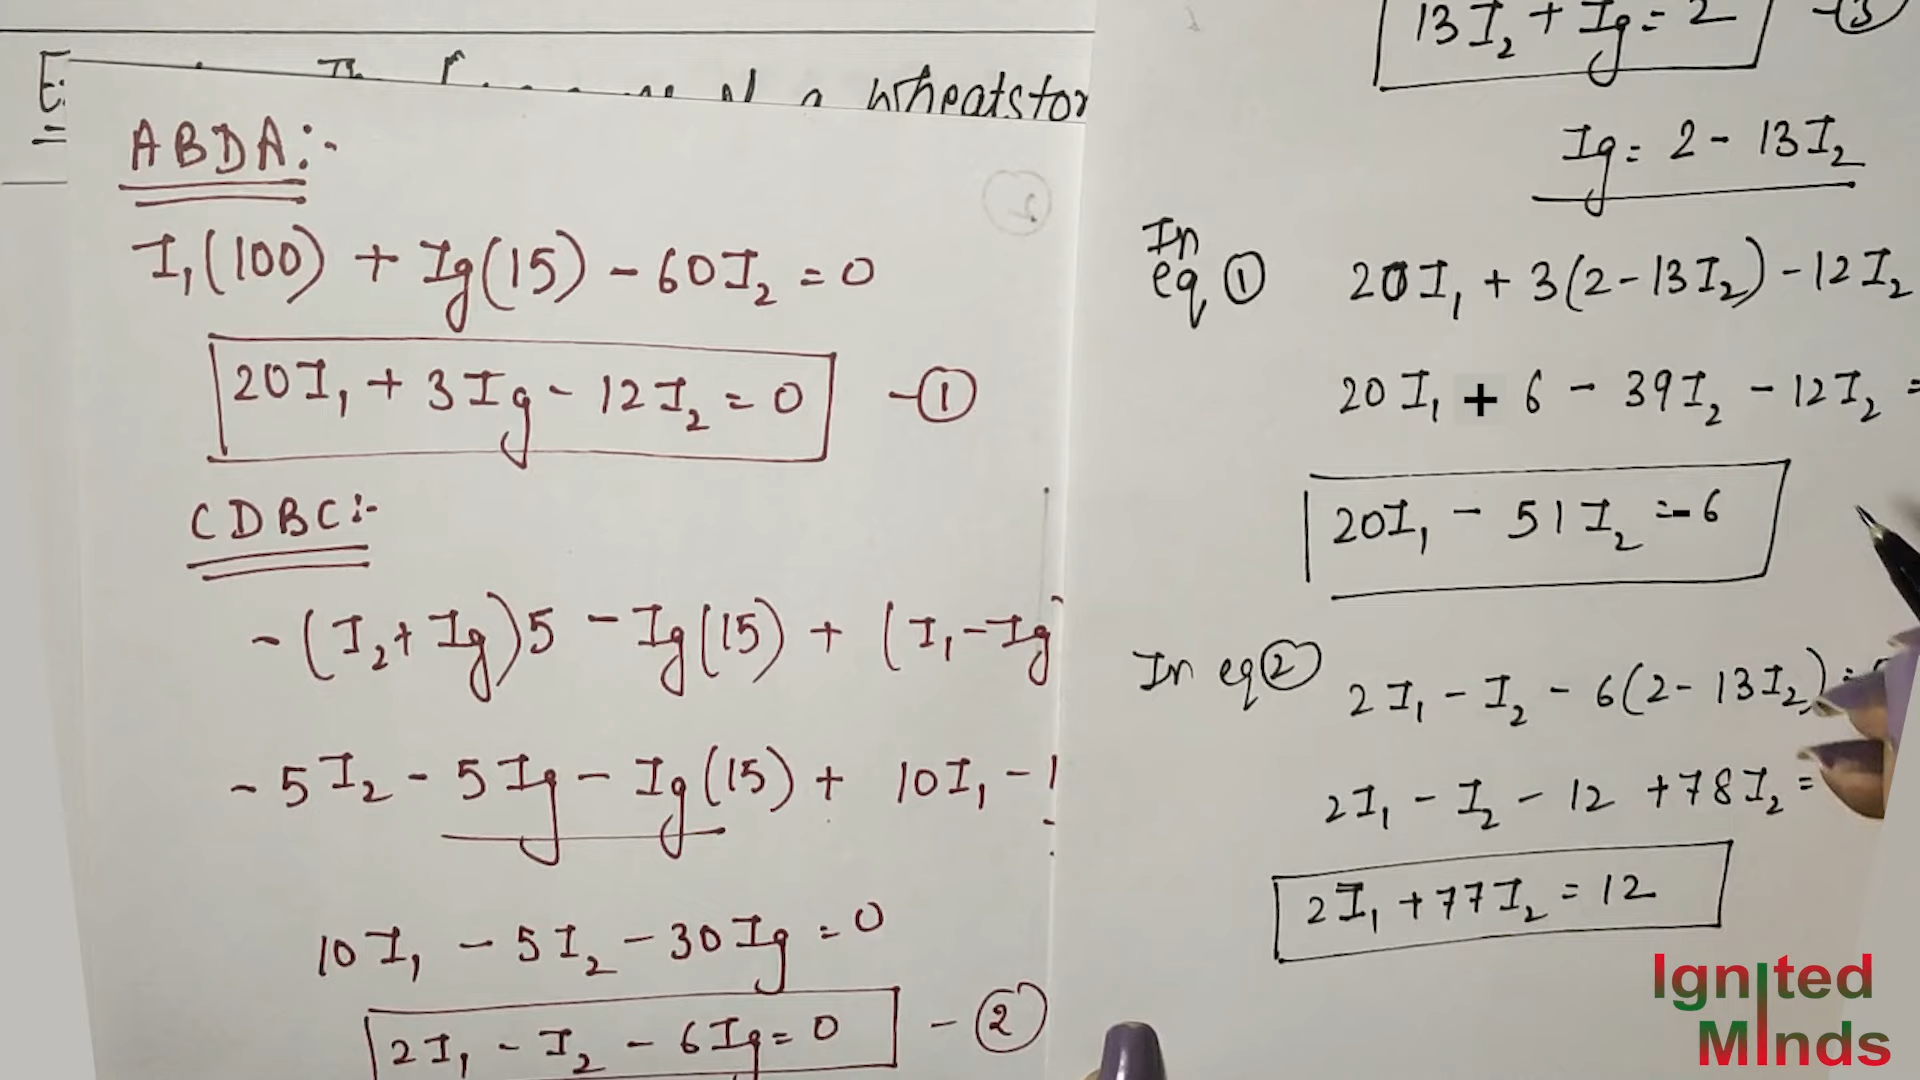 a wheatstor
ABDA:-
I₁(100) + Ig(15) - 60I₂ = 0
20I₁ + 3Ig - 12I₂ = 0 -①
CDBC:-
-(I₂+Ig)5 - Ig(15) + (I₁-Ig
-5I₂ - 5Ig - Ig(15) + 10I₁ - 1
10I₁ - 5I₂ - 30Ig = 0
2I₁ - I₂ - 6Ig = 0 - ②
13I₂ + Ig = 2 -③
Ig = 2 - 13I₂
In
eq ① 20I₁ + 3(2-13I₂) - 12I₂
20I₁ + 6 - 39I₂ - 12I₂ =
20I₁ - 51I₂ = -6
In eq ② 2I₁ - I₂ - 6(2-13I₂) =
2I₁ - I₂ - 12 + 78I₂ =
2I₁ + 77I₂ = 12
Ignited
Minds